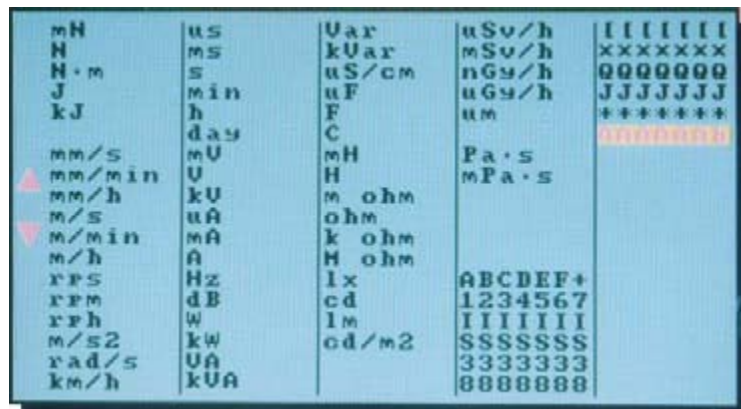 mN
N
N·m
J
kJ
mm/s
mm/min
mm/h
m/s
m/min
m/h
rps
rpm
rph
m/s2
rad/s
km/h
us
ms
s
min
h
day
mV
V
kV
uA
mA
A
Hz
dB
W
kW
VA
kVA
Var
kVar
uS/cm
uF
F
C
mH
H
m ohm
ohm
k ohm
M ohm
lx
cd
lm
cd/m2
uSv/h
mSv/h
nGy/h
uGy/h
um
Pa·s
mPa·s
ABCDEF+
1234567
IIIIIII
SSSSSSS
3333333
8888888
IIIIIII
×××××××
QQQQQQQ
JJJJJJJ
*******